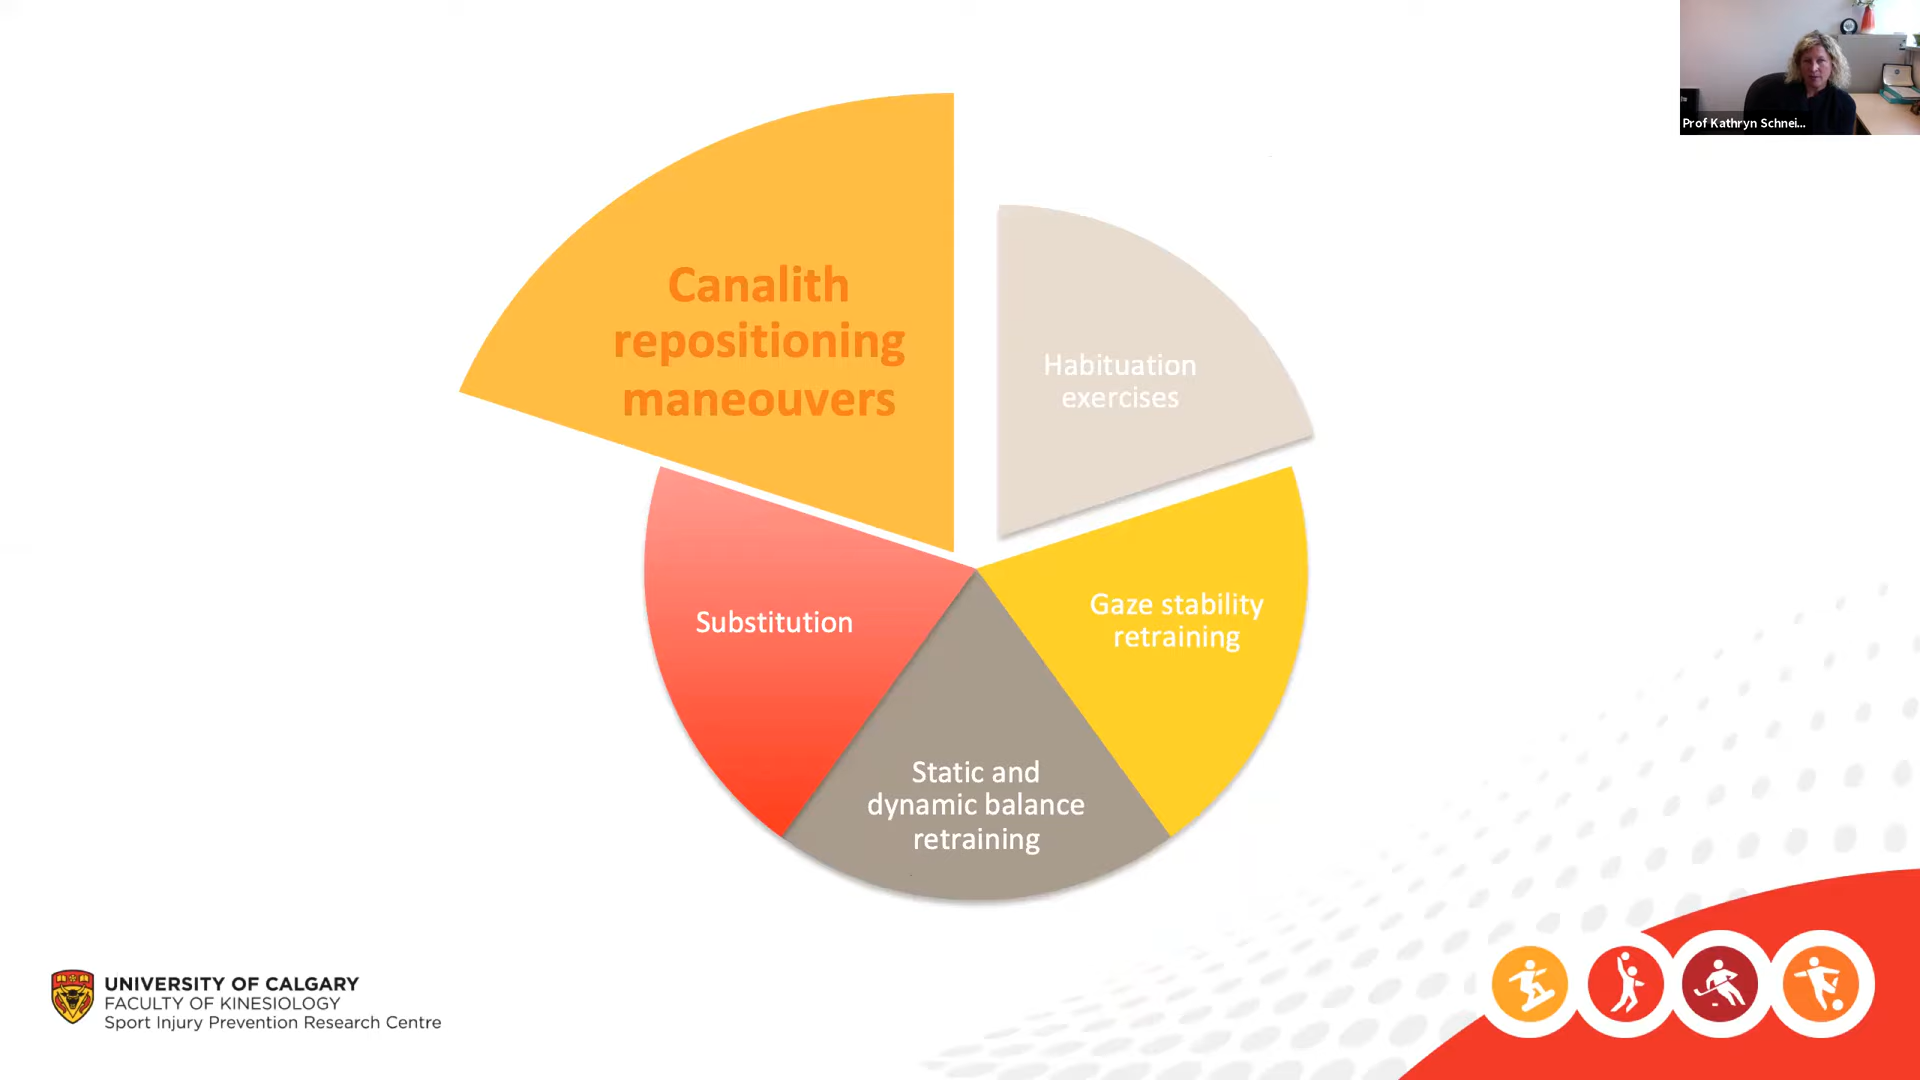 Prof Kathryn Schnei...
Canalith
repositioning
maneouvers
Habituation
exercises
Gaze stability
retraining
Substitution
Static and
dynamic balance
retraining
UNIVERSITY OF CALGARY
FACULTY OF KINESIOLOGY
Sport Injury Prevention Research Centre